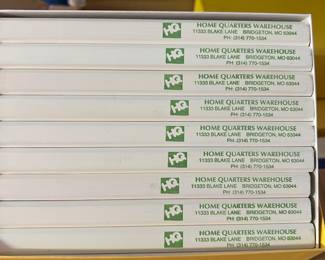 HQ HOME QUARTERS WAREHOUSE
11333 BLAKE LANE BRIDGETON, MO 63044
PH: (314) 770-1534
HQ HOME QUARTERS WAREHOUSE
11333 BLAKE LANE BRIDGETON, MO 63044
PH: (314) 770-1534
HQ HOME QUARTERS WAREHOUSE
11333 BLAKE LANE BRIDGETON, MO 63044
PH: (314) 770-1534
HQ HOME QUARTERS WAREHOUSE
11333 BLAKE LANE BRIDGETON, MO 63044
PH: (314) 770-1534
HQ HOME QUARTERS WAREHOUSE
11333 BLAKE LANE BRIDGETON, MO 63044
PH: (314) 770-1534
HQ HOME QUARTERS WAREHOUSE
11333 BLAKE LANE BRIDGETON, MO 63044
PH: (314) 770-1534
HQ HOME QUARTERS WAREHOUSE
11333 BLAKE LANE BRIDGETON, MO 63044
PH: (314) 770-1534
HQ HOME QUARTERS WAREHOUSE
11333 BLAKE LANE BRIDGETON, MO 63044
PH: (314) 770-1534
HQ HOME QUARTERS WAREHOUSE
11333 BLAKE LANE BRIDGETON, MO 63044
PH: (314) 770-1534